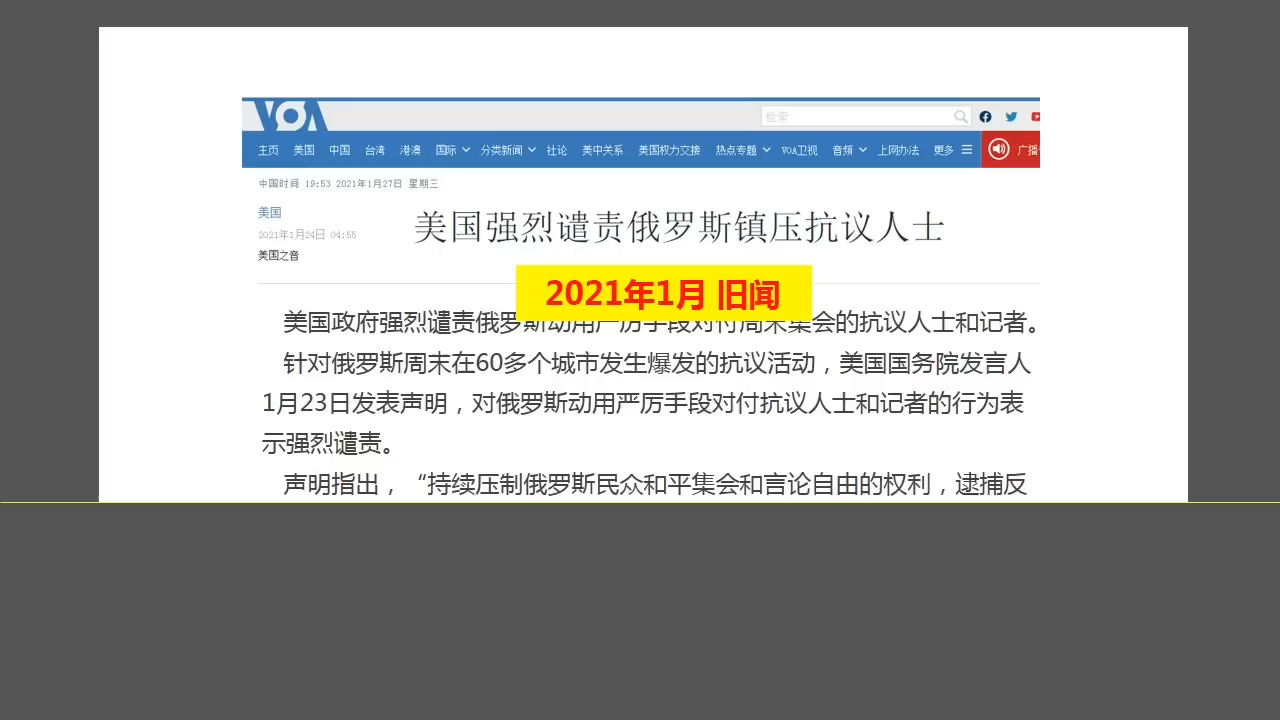 VOA
检索
主页 美国 中国 台湾 港澳 国际 分类新闻 社论 美中关系 美国权力交接 热点专题 VOA卫视 音频 上网办法 更多 广播
中国时间 19:53 2021年1月27日 星期三
美国
美国强烈谴责俄罗斯镇压抗议人士
2021年1月24日 04:55
美国之音
2021年1月 旧闻
美国政府强烈谴责俄罗斯动用严厉手段对付周末集会的抗议人士和记者。
针对俄罗斯周末在60多个城市发生爆发的抗议活动，美国国务院发言人
1月23日发表声明，对俄罗斯动用严厉手段对付抗议人士和记者的行为表
示强烈谴责。
声明指出，“持续压制俄罗斯民众和平集会和言论自由的权利，逮捕反